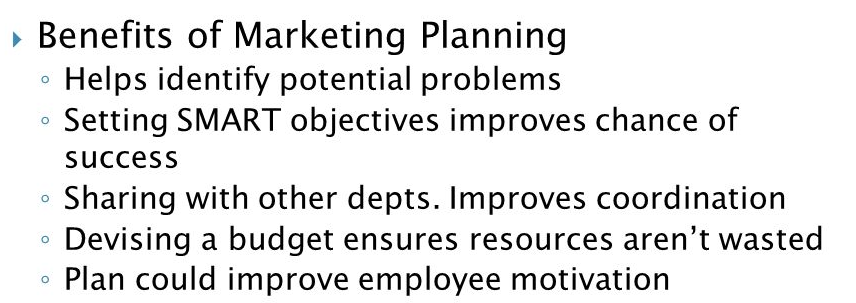 Benefits of Marketing Planning
Helps identify potential problems
Setting SMART objectives improves chance of
success
Sharing with other depts. Improves coordination
Devising a budget ensures resources aren’t wasted
Plan could improve employee motivation